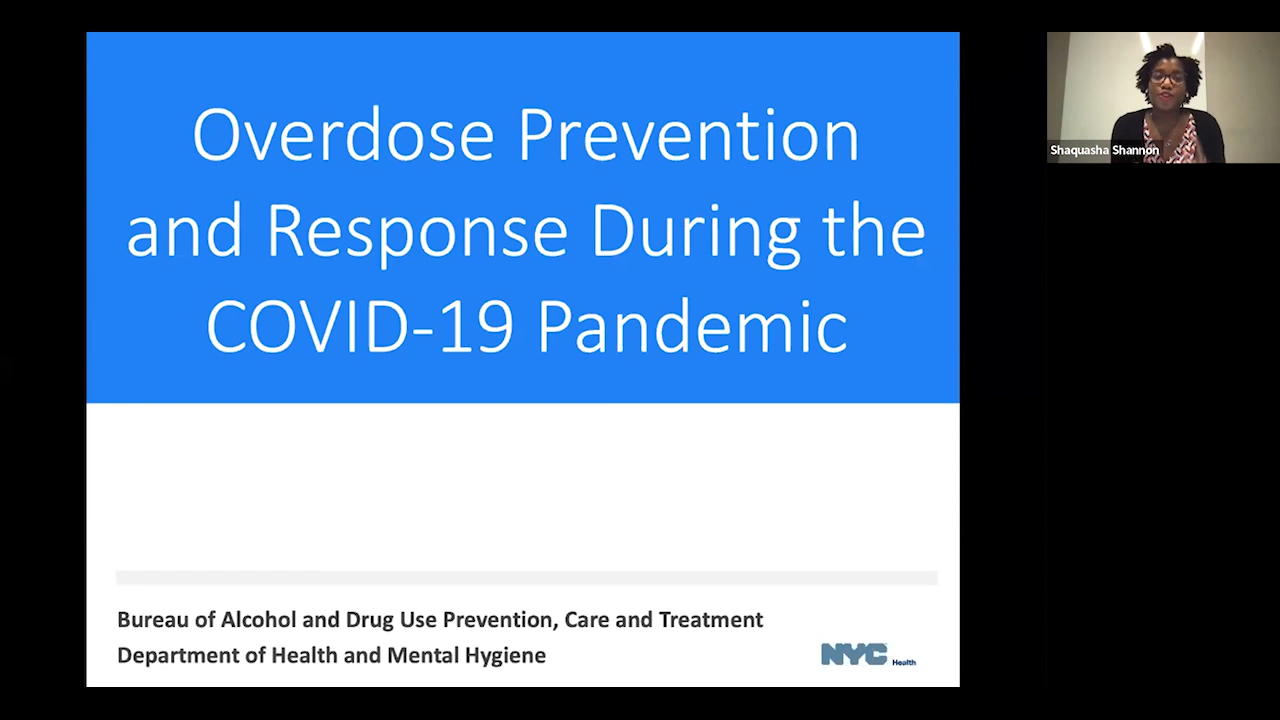 Overdose Prevention
and Response During the
COVID-19 Pandemic
Shaquasha Shannon
Bureau of Alcohol and Drug Use Prevention, Care and Treatment
Department of Health and Mental Hygiene
NYC Health